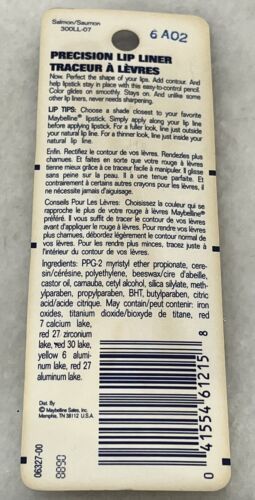 Salmon/Saumon
300LL-07
6 A02
PRECISION LIP LINER
TRACEUR À LÈVRES
Now. Perfect the shape of your lips. Add contour. And
help lipstick stay in place with this easy-to-control pencil.
Color glides on smoothly. Stays on. And unlike some
other lip liners, never needs sharpening.
LIP TIPS: Choose a shade closest to your favorite
Maybelline® lipstick. Simply apply along your lip line
before applying lipstick. For a fuller look, line just outside
your natural lip line. For a thinner look, line just inside
your natural lip line.
Enfin. Rectifiez le contour de vos lèvres. Rendezles plus
charnues. Et faites en sorte que votre rouge à lèvres
tienne grâce à ce traceur facile à manipuler. Il glisse
sans peine sur la peau. Il a une tenue parfaite. Et
contrairement à certains autres crayons pour les lèvres, il
ne nécessite jamais d'aiguisage.
Conseils Pour Les Lèvres: Choisissez la couleur qui se
rapproche le plus de votre rouge à lèvres Maybelline®
préféré. Il vous suffit de tracer le contour de vos lèvres
avant d'appliquer le rouge à lèvres. Pour rendre vos lèvres
plus charnues, débordez légèrement le contour normal de
vos lèvres. Pour les rendre plus minces, tracez juste à
l'intérieur du contour de vos lèvres.
Ingredients: PPG-2 myristyl ether propionate, cere-
sin/cérésine, polyethylene, beeswax/cire d'abeille,
castor oil, carnauba, cetyl alcohol, silica silylate, meth-
ylparaben, propylparaben, BHT, butylparaben, citric
acid/acide citrique. May contain/peut contenir: iron
oxides, titanium dioxide/bioxyde de titane, red
7 calcium lake,
red 27 zirconium
lake, red 30 lake,
yellow 6 alumi-
num lake, red 27
aluminum lake.
Dist. By
© Maybelline Sales, Inc.
Memphis, TN 38112 U.S.A.
06327-00
0688
0 41554 61215 8